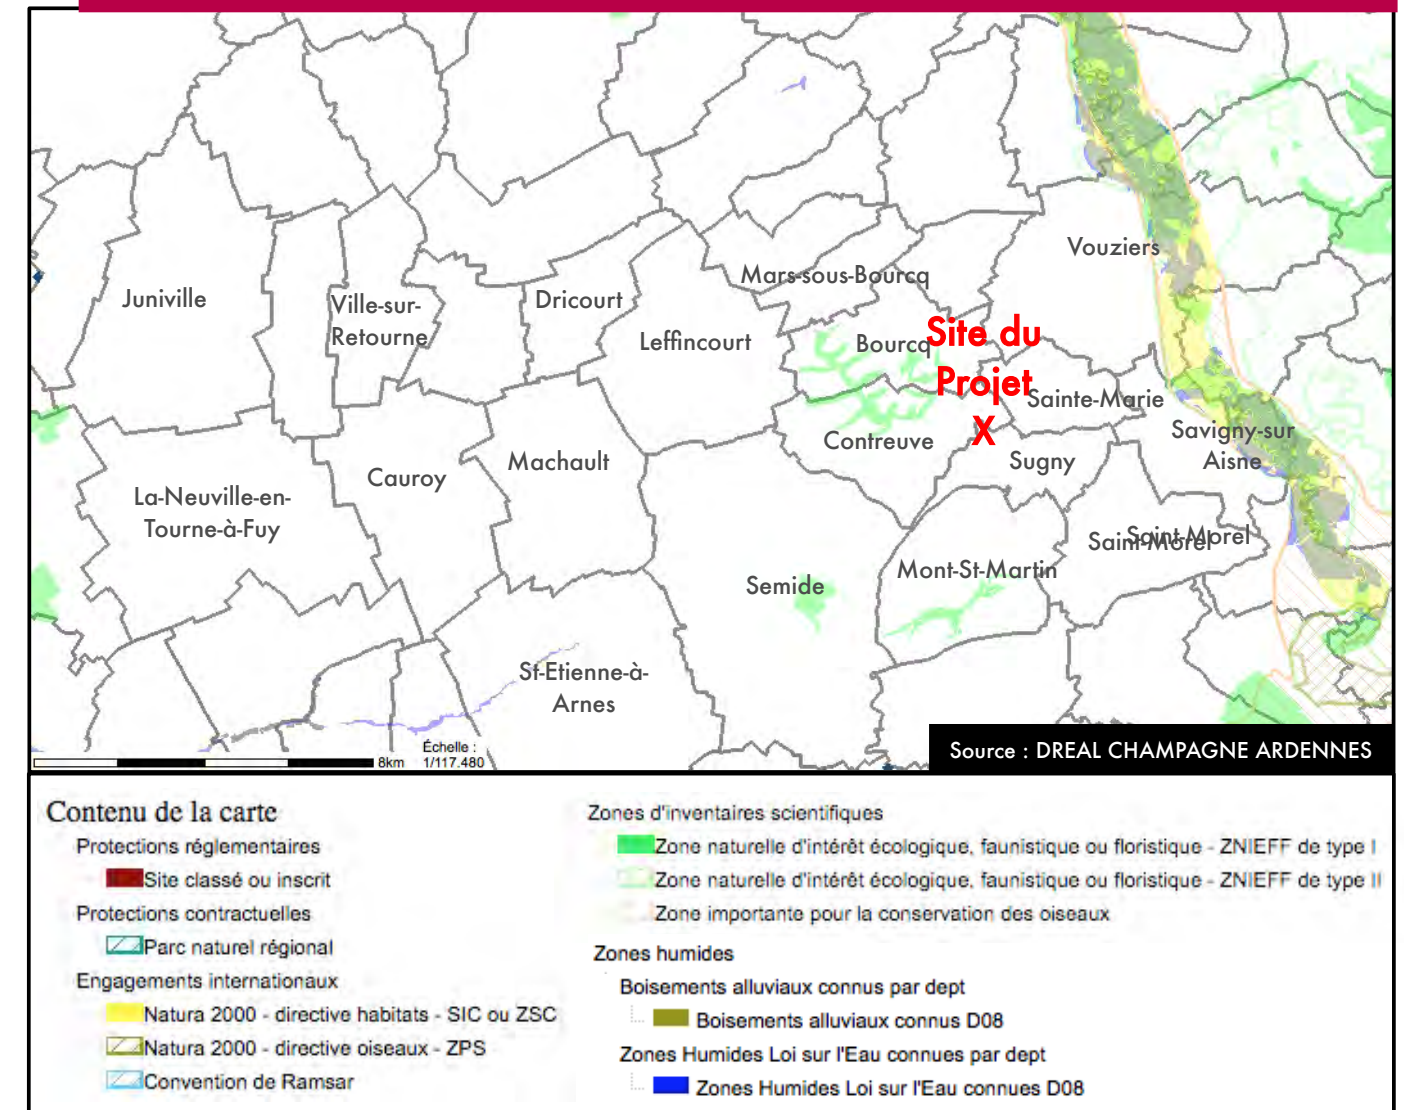 Vouziers
Mars-sous-Bourcq
Juniville
Ville-sur-
Retourne
Dricourt
Leffincourt
Bourcq
Site du
Projet
X
Sainte-Marie
Contreuve
Sugny
Savigny-sur
Aisne
Machault
Cauroy
La-Neuville-en-
Tourne-à-Fuy
Saint-Morel
Saint-Morel
Mont-St-Martin
Semide
St-Etienne-à-
Arnes
Échelle :
8km 1/117.480
Source : DREAL CHAMPAGNE ARDENNES
Contenu de la carte
Protections réglementaires
Site classé ou inscrit
Protections contractuelles
Parc naturel régional
Engagements internationaux
Natura 2000 - directive habitats - SIC ou ZSC
Natura 2000 - directive oiseaux - ZPS
Convention de Ramsar
Zones d'inventaires scientifiques
Zone naturelle d'intérêt écologique, faunistique ou floristique - ZNIEFF de type I
Zone naturelle d'intérêt écologique, faunistique ou floristique - ZNIEFF de type II
Zone importante pour la conservation des oiseaux
Zones humides
Boisements alluviaux connus par dept
Boisements alluviaux connus D08
Zones Humides Loi sur l'Eau connues par dept
Zones Humides Loi sur l'Eau connues D08